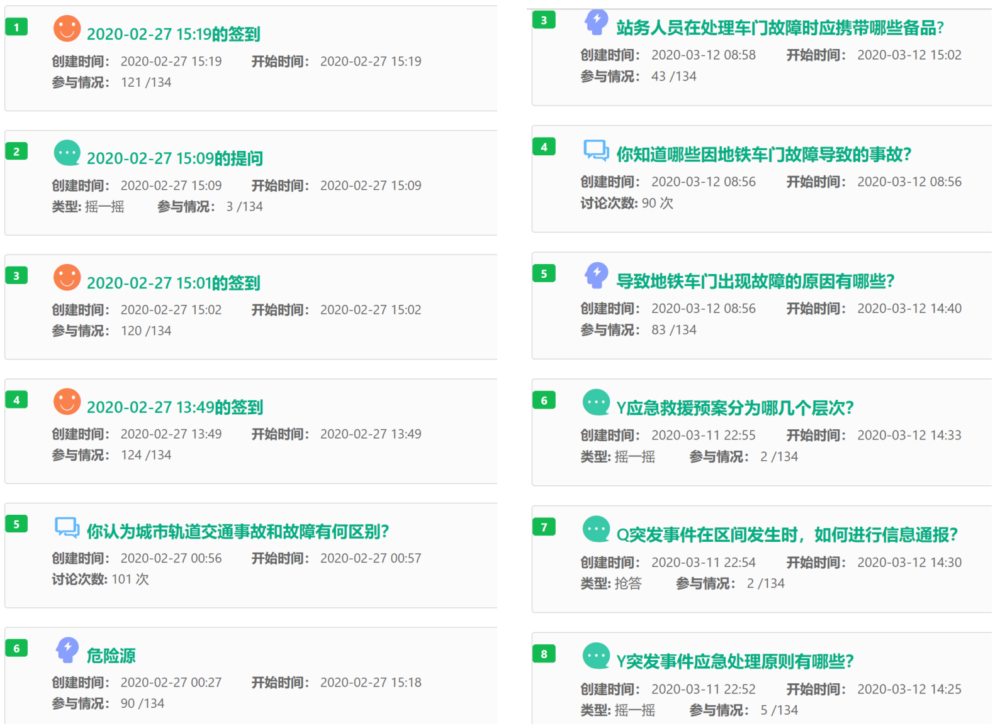 1
2020-02-27 15:19的签到
创建时间： 2020-02-27 15:19 开始时间： 2020-02-27 15:19
参与情况： 121 /134
2
2020-02-27 15:09的提问
创建时间： 2020-02-27 15:09 开始时间： 2020-02-27 15:09
类型: 摇一摇 参与情况： 3 /134
3
2020-02-27 15:01的签到
创建时间： 2020-02-27 15:02 开始时间： 2020-02-27 15:02
参与情况： 120 /134
4
2020-02-27 13:49的签到
创建时间： 2020-02-27 13:49 开始时间： 2020-02-27 13:49
参与情况： 124 /134
5
你认为城市轨道交通事故和故障有何区别?
创建时间： 2020-02-27 00:56 开始时间： 2020-02-27 00:57
讨论次数: 101 次
6
危险源
创建时间： 2020-02-27 00:27 开始时间： 2020-02-27 15:18
参与情况： 90 /134
3
站务人员在处理车门故障时应携带哪些备品?
创建时间： 2020-03-12 08:58 开始时间： 2020-03-12 15:02
参与情况： 43 /134
4
你知道哪些因地铁车门故障导致的事故?
创建时间： 2020-03-12 08:56 开始时间： 2020-03-12 08:56
讨论次数: 90 次
5
导致地铁车门出现故障的原因有哪些?
创建时间： 2020-03-12 08:56 开始时间： 2020-03-12 14:40
参与情况： 83 /134
6
Y应急救援预案分为哪几个层次?
创建时间： 2020-03-11 22:55 开始时间： 2020-03-12 14:33
类型: 摇一摇 参与情况： 2 /134
7
Q突发事件在区间发生时，如何进行信息通报?
创建时间： 2020-03-11 22:54 开始时间： 2020-03-12 14:30
类型: 抢答 参与情况： 2 /134
8
Y突发事件应急处理原则有哪些?
创建时间： 2020-03-11 22:52 开始时间： 2020-03-12 14:25
类型: 摇一摇 参与情况： 5 /134